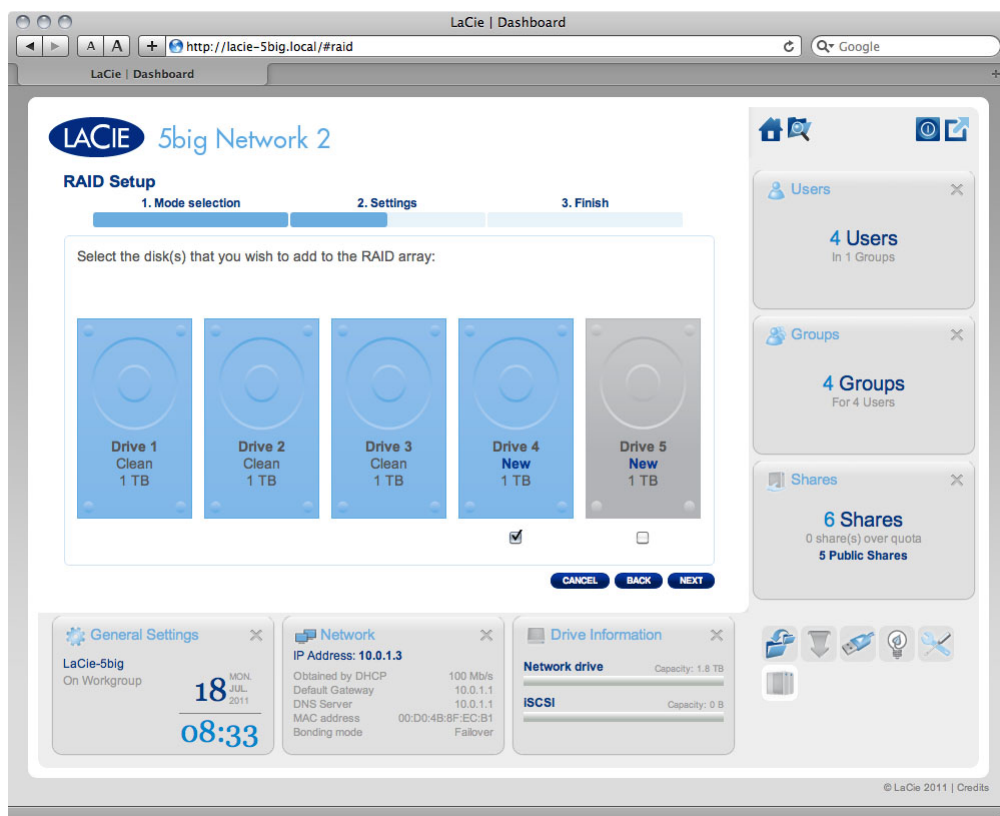 LaCie | Dashboard
A A + http://lacie-5big.local/#raid Google
LaCie | Dashboard
LACIE 5big Network 2
RAID Setup
1. Mode selection 2. Settings 3. Finish
Select the disk(s) that you wish to add to the RAID array:
Drive 1
Clean
1 TB
Drive 2
Clean
1 TB
Drive 3
Clean
1 TB
Drive 4
New
1 TB
Drive 5
New
1 TB
CANCEL BACK NEXT
Users
4 Users
In 1 Groups
Groups
4 Groups
For 4 Users
Shares
6 Shares
0 share(s) over quota
5 Public Shares
General Settings
LaCie-5big
On Workgroup
18 MON. JUL. 2011
08:33
Network
IP Address: 10.0.1.3
Obtained by DHCP 100 Mb/s
Default Gateway 10.0.1.1
DNS Server 10.0.1.1
MAC address 00:D0:4B:8F:EC:B1
Bonding mode Failover
Drive Information
Network drive Capacity: 1.8 TB
iSCSI Capacity: 0 B
© LaCie 2011 | Credits